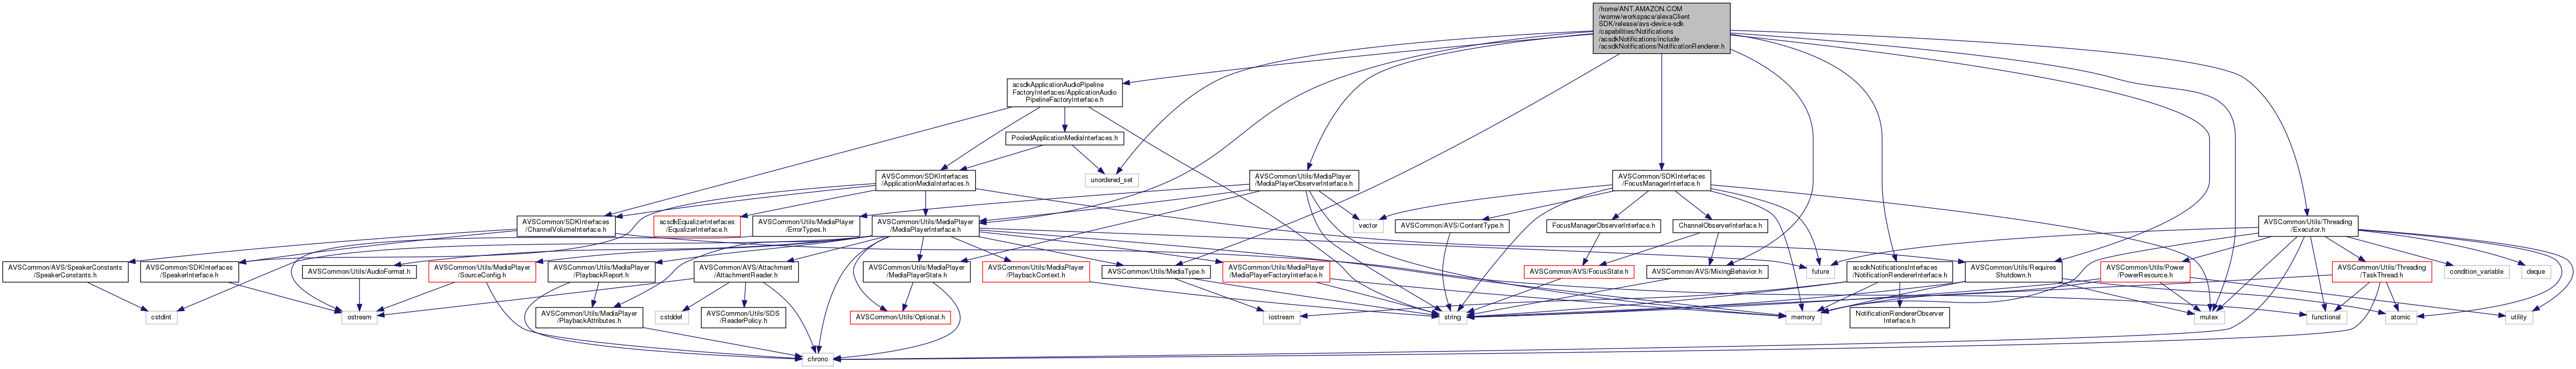 /home/ANT.AMAZON.COM
/womw/workspace/alexaClient
SDK/release/avs-device-sdk
/capabilities/Notifications
/acsdkNotifications/include
/acsdkNotifications/NotificationRenderer.h
acsdkApplicationAudioPipeline
FactoryInterfaces/ApplicationAudio
PipelineFactoryInterface.h
PooledApplicationMediaInterfaces.h
unordered_set
AVSCommon/SDKInterfaces
/ApplicationMediaInterfaces.h
AVSCommon/Utils/MediaPlayer
/MediaPlayerObserverInterface.h
AVSCommon/SDKInterfaces
/FocusManagerInterface.h
AVSCommon/SDKInterfaces
/ChannelVolumeInterface.h
acsdkEqualizerInterfaces
/EqualizerInterface.h
AVSCommon/Utils/MediaPlayer
/ErrorTypes.h
AVSCommon/Utils/MediaPlayer
/MediaPlayerInterface.h
vector
AVSCommon/AVS/ContentType.h
FocusManagerObserverInterface.h
ChannelObserverInterface.h
AVSCommon/Utils/Threading
/Executor.h
AVSCommon/AVS/SpeakerConstants
/SpeakerConstants.h
AVSCommon/SDKInterfaces
/SpeakerInterface.h
AVSCommon/Utils/AudioFormat.h
AVSCommon/Utils/MediaPlayer
/SourceConfig.h
AVSCommon/Utils/MediaPlayer
/PlaybackReport.h
AVSCommon/AVS/Attachment
/AttachmentReader.h
AVSCommon/Utils/MediaPlayer
/MediaPlayerState.h
AVSCommon/Utils/MediaPlayer
/PlaybackContext.h
AVSCommon/Utils/MediaType.h
AVSCommon/Utils/MediaPlayer
/MediaPlayerFactoryInterface.h
AVSCommon/AVS/FocusState.h
AVSCommon/AVS/MixingBehavior.h
future
acsdkNotificationsInterfaces
/NotificationRendererInterface.h
AVSCommon/Utils/Requires
Shutdown.h
AVSCommon/Utils/Power
/PowerResource.h
AVSCommon/Utils/Threading
/TaskThread.h
condition_variable
deque
cstdint
ostream
AVSCommon/Utils/MediaPlayer
/PlaybackAttributes.h
cstddef
AVSCommon/Utils/SDS
/ReaderPolicy.h
AVSCommon/Utils/Optional.h
iostream
string
memory
NotificationRendererObserver
Interface.h
mutex
functional
atomic
utility
chrono